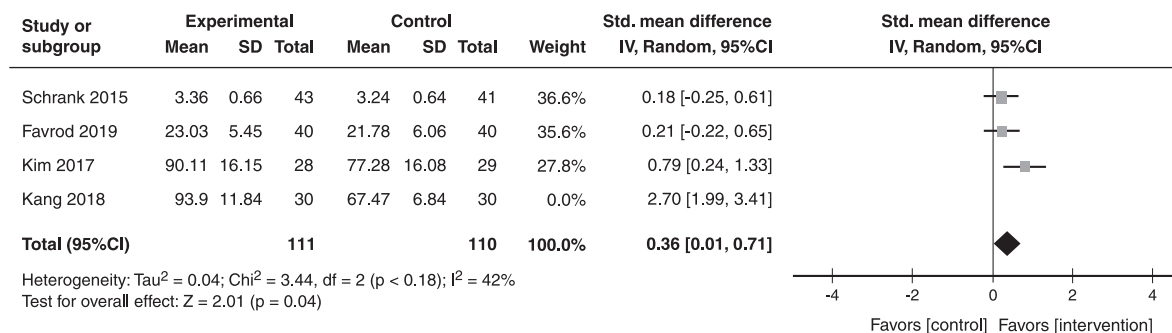 Study or subgroup Experimental Control Weight Std. mean difference IV, Random, 95%CI Std. mean difference IV, Random, 95%CI
Mean SD Total Mean SD Total
Schrank 2015 3.36 0.66 43 3.24 0.64 41 36.6% 0.18 [-0.25, 0.61]
Favrod 2019 23.03 5.45 40 21.78 6.06 40 35.6% 0.21 [-0.22, 0.65]
Kim 2017 90.11 16.15 28 77.28 16.08 29 27.8% 0.79 [0.24, 1.33]
Kang 2018 93.9 11.84 30 67.47 6.84 30 0.0% 2.70 [1.99, 3.41]
Total (95%CI) 111 110 100.0% 0.36 [0.01, 0.71]
Heterogeneity: Tau² = 0.04; Chi² = 3.44, df = 2 (p < 0.18); I² = 42%
Test for overall effect: Z = 2.01 (p = 0.04)
-4 -2 0 2 4
Favors [control] Favors [intervention]